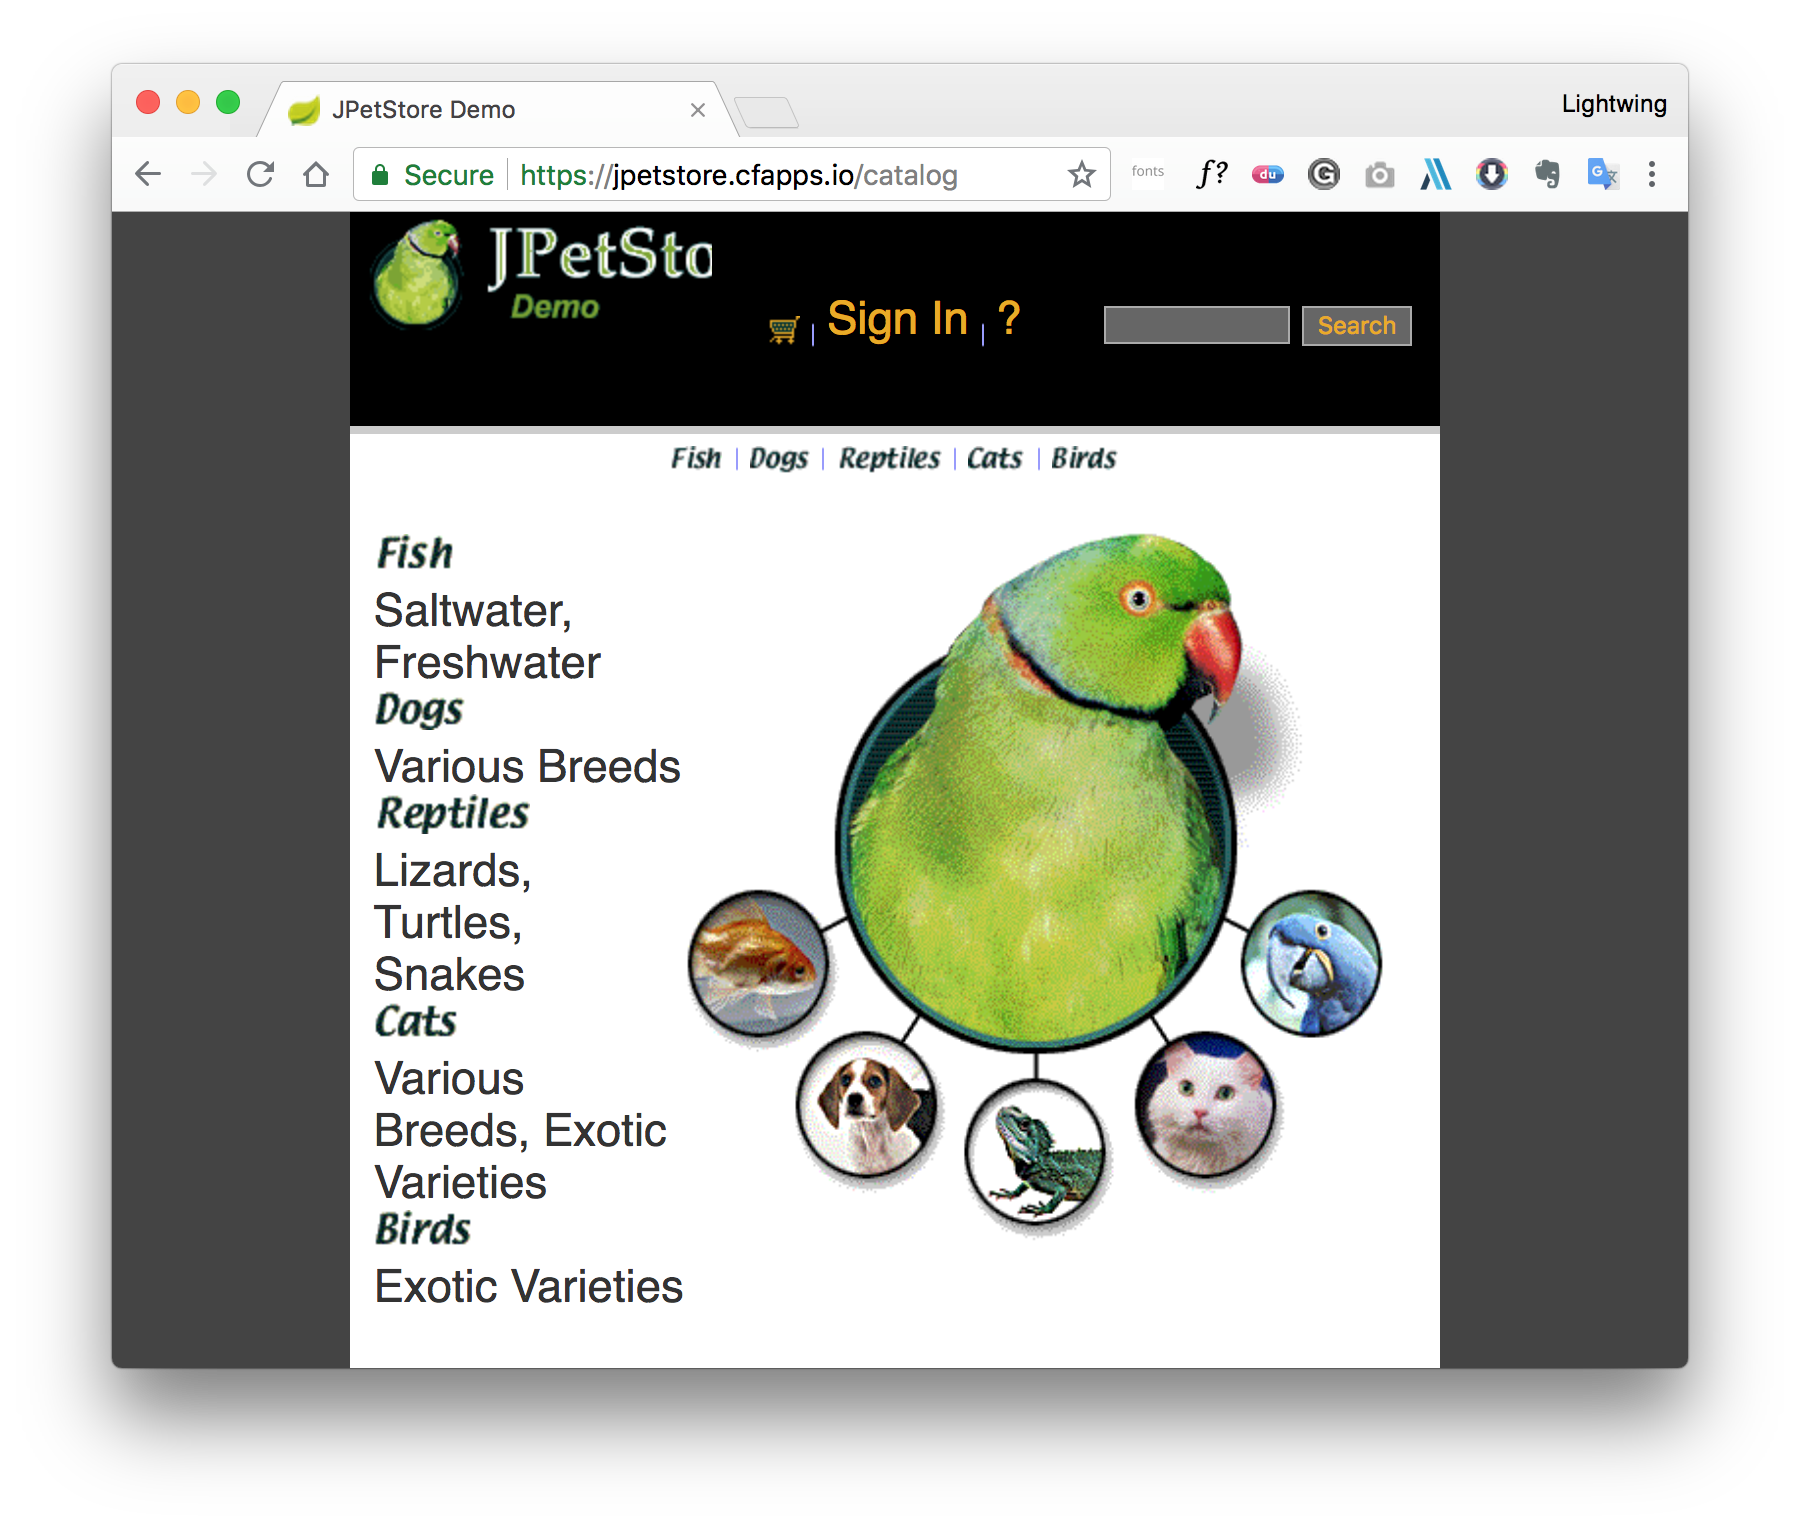 JPetStore Demo
Lightwing
Secure https://jpetstore.cfapps.io/catalog
fonts f? du G
JPetSto
Demo
Sign In ?
Search
Fish Dogs Reptiles Cats Birds
Fish
Saltwater,
Freshwater
Dogs
Various Breeds
Reptiles
Lizards,
Turtles,
Snakes
Cats
Various
Breeds, Exotic
Varieties
Birds
Exotic Varieties